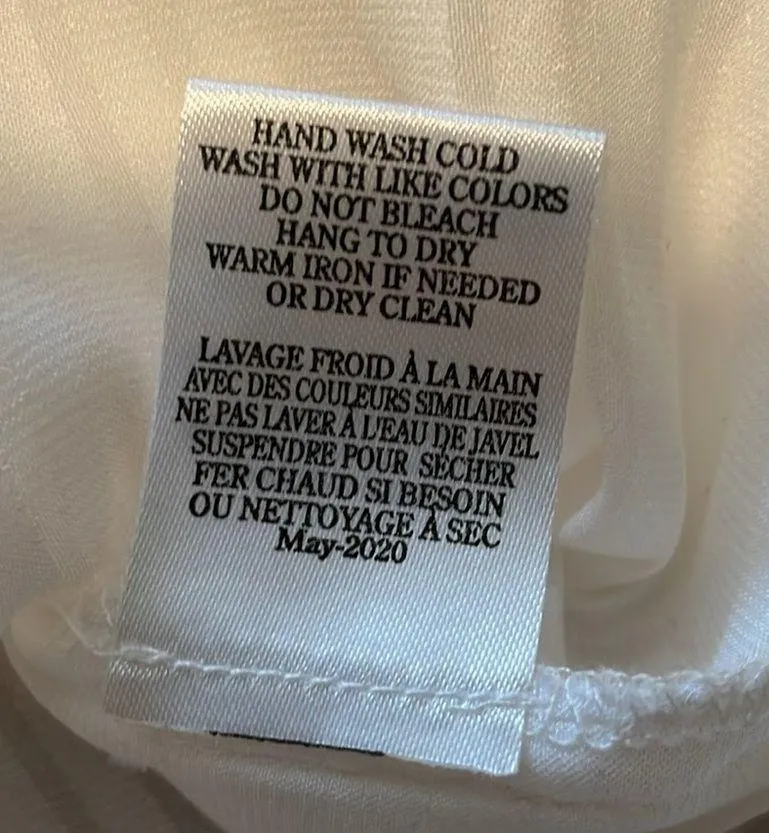 HAND WASH COLD
WASH WITH LIKE COLORS
DO NOT BLEACH
HANG TO DRY
WARM IRON IF NEEDED
OR DRY CLEAN
LAVAGE FROID À LA MAIN
AVEC DES COULEURS SIMILAIRES
NE PAS LAVER À L'EAU DE JAVEL
SUSPENDRE POUR SÉCHER
FER CHAUD SI BESOIN
OU NETTOYAGE À SEC
May-2020